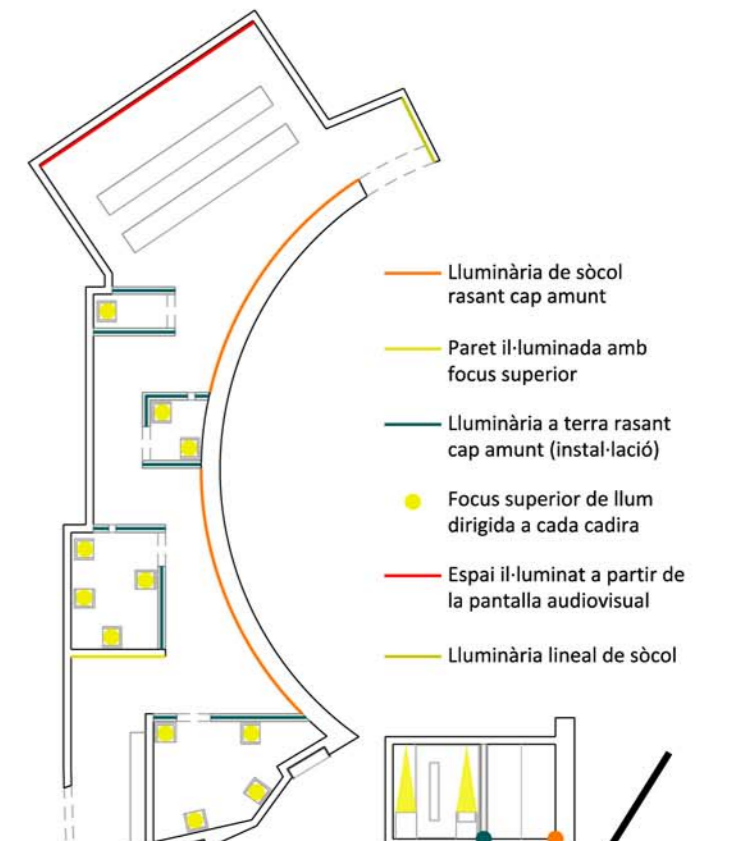 Lluminària de sòcol
rasant cap amunt
Paret il·luminada amb
focus superior
Lluminària a terra rasant
cap amunt (instal·lació)
Focus superior de llum
dirigida a cada cadira
Espai il·luminat a partir de
la pantalla audiovisual
Lluminària lineal de sòcol